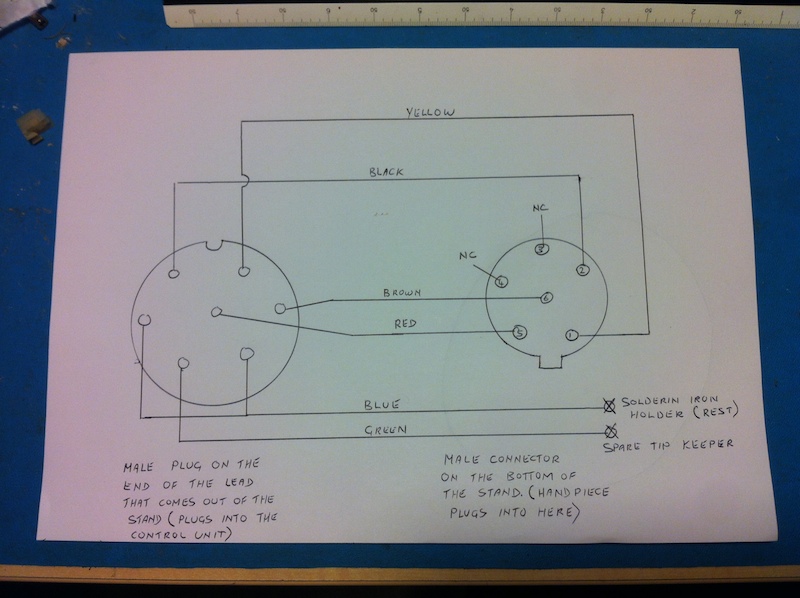 YELLOW
BLACK
NC
NC
3
2
4
BROWN
6
RED
5
1
BLUE
SOLDERIN IRON
HOLDER (REST)
GREEN
SPARE TIP KEEPER
MALE PLUG ON THE
END OF THE LEAD
THAT COMES OUT OF THE
STAND (PLUGS INTO THE
CONTROL UNIT)
MALE CONNECTOR
ON THE BOTTOM OF
THE STAND. (HANDPIECE
PLUGS INTO HERE)